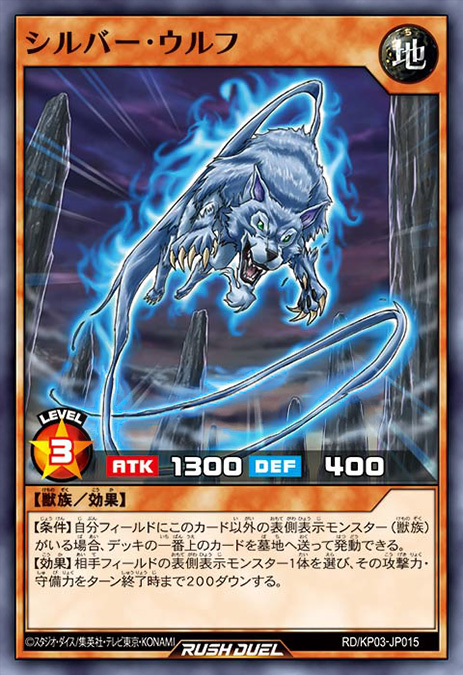 シルバー・ウルフ
地
LEVEL
3
ATK 1300 DEF 400
【獣族／効果】
【条件】自分フィールドにこのカード以外の表側表示モンスター（獣族）
がいる場合、デッキの一番上のカードを墓地へ送って発動できる。
【効果】相手フィールドの表側表示モンスター1体を選び、その攻撃力・
守備力をターン終了時まで200ダウンする。
©スタジオ・ダイス/集英社・テレビ東京・KONAMI
RUSH DUEL
RD/KP03-JP015